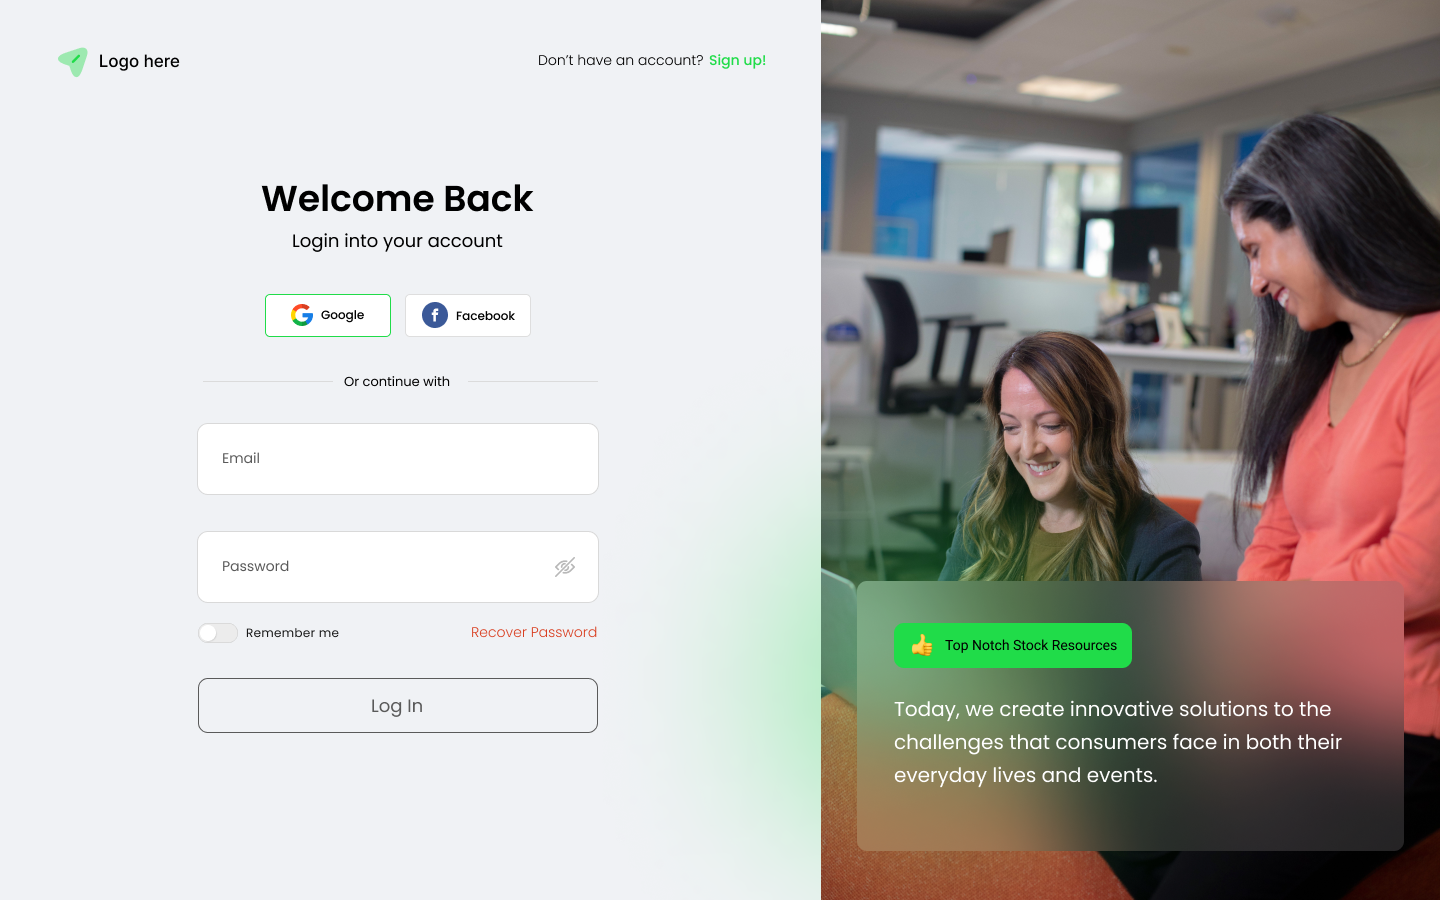 Logo here
Don't have an account? Sign up!
Welcome Back
Login into your account
Google
Facebook
Or continue with
Email
Password
Remember me
Recover Password
Log In
Top Notch Stock Resources
Today, we create innovative solutions to the
challenges that consumers face in both their
everyday lives and events.